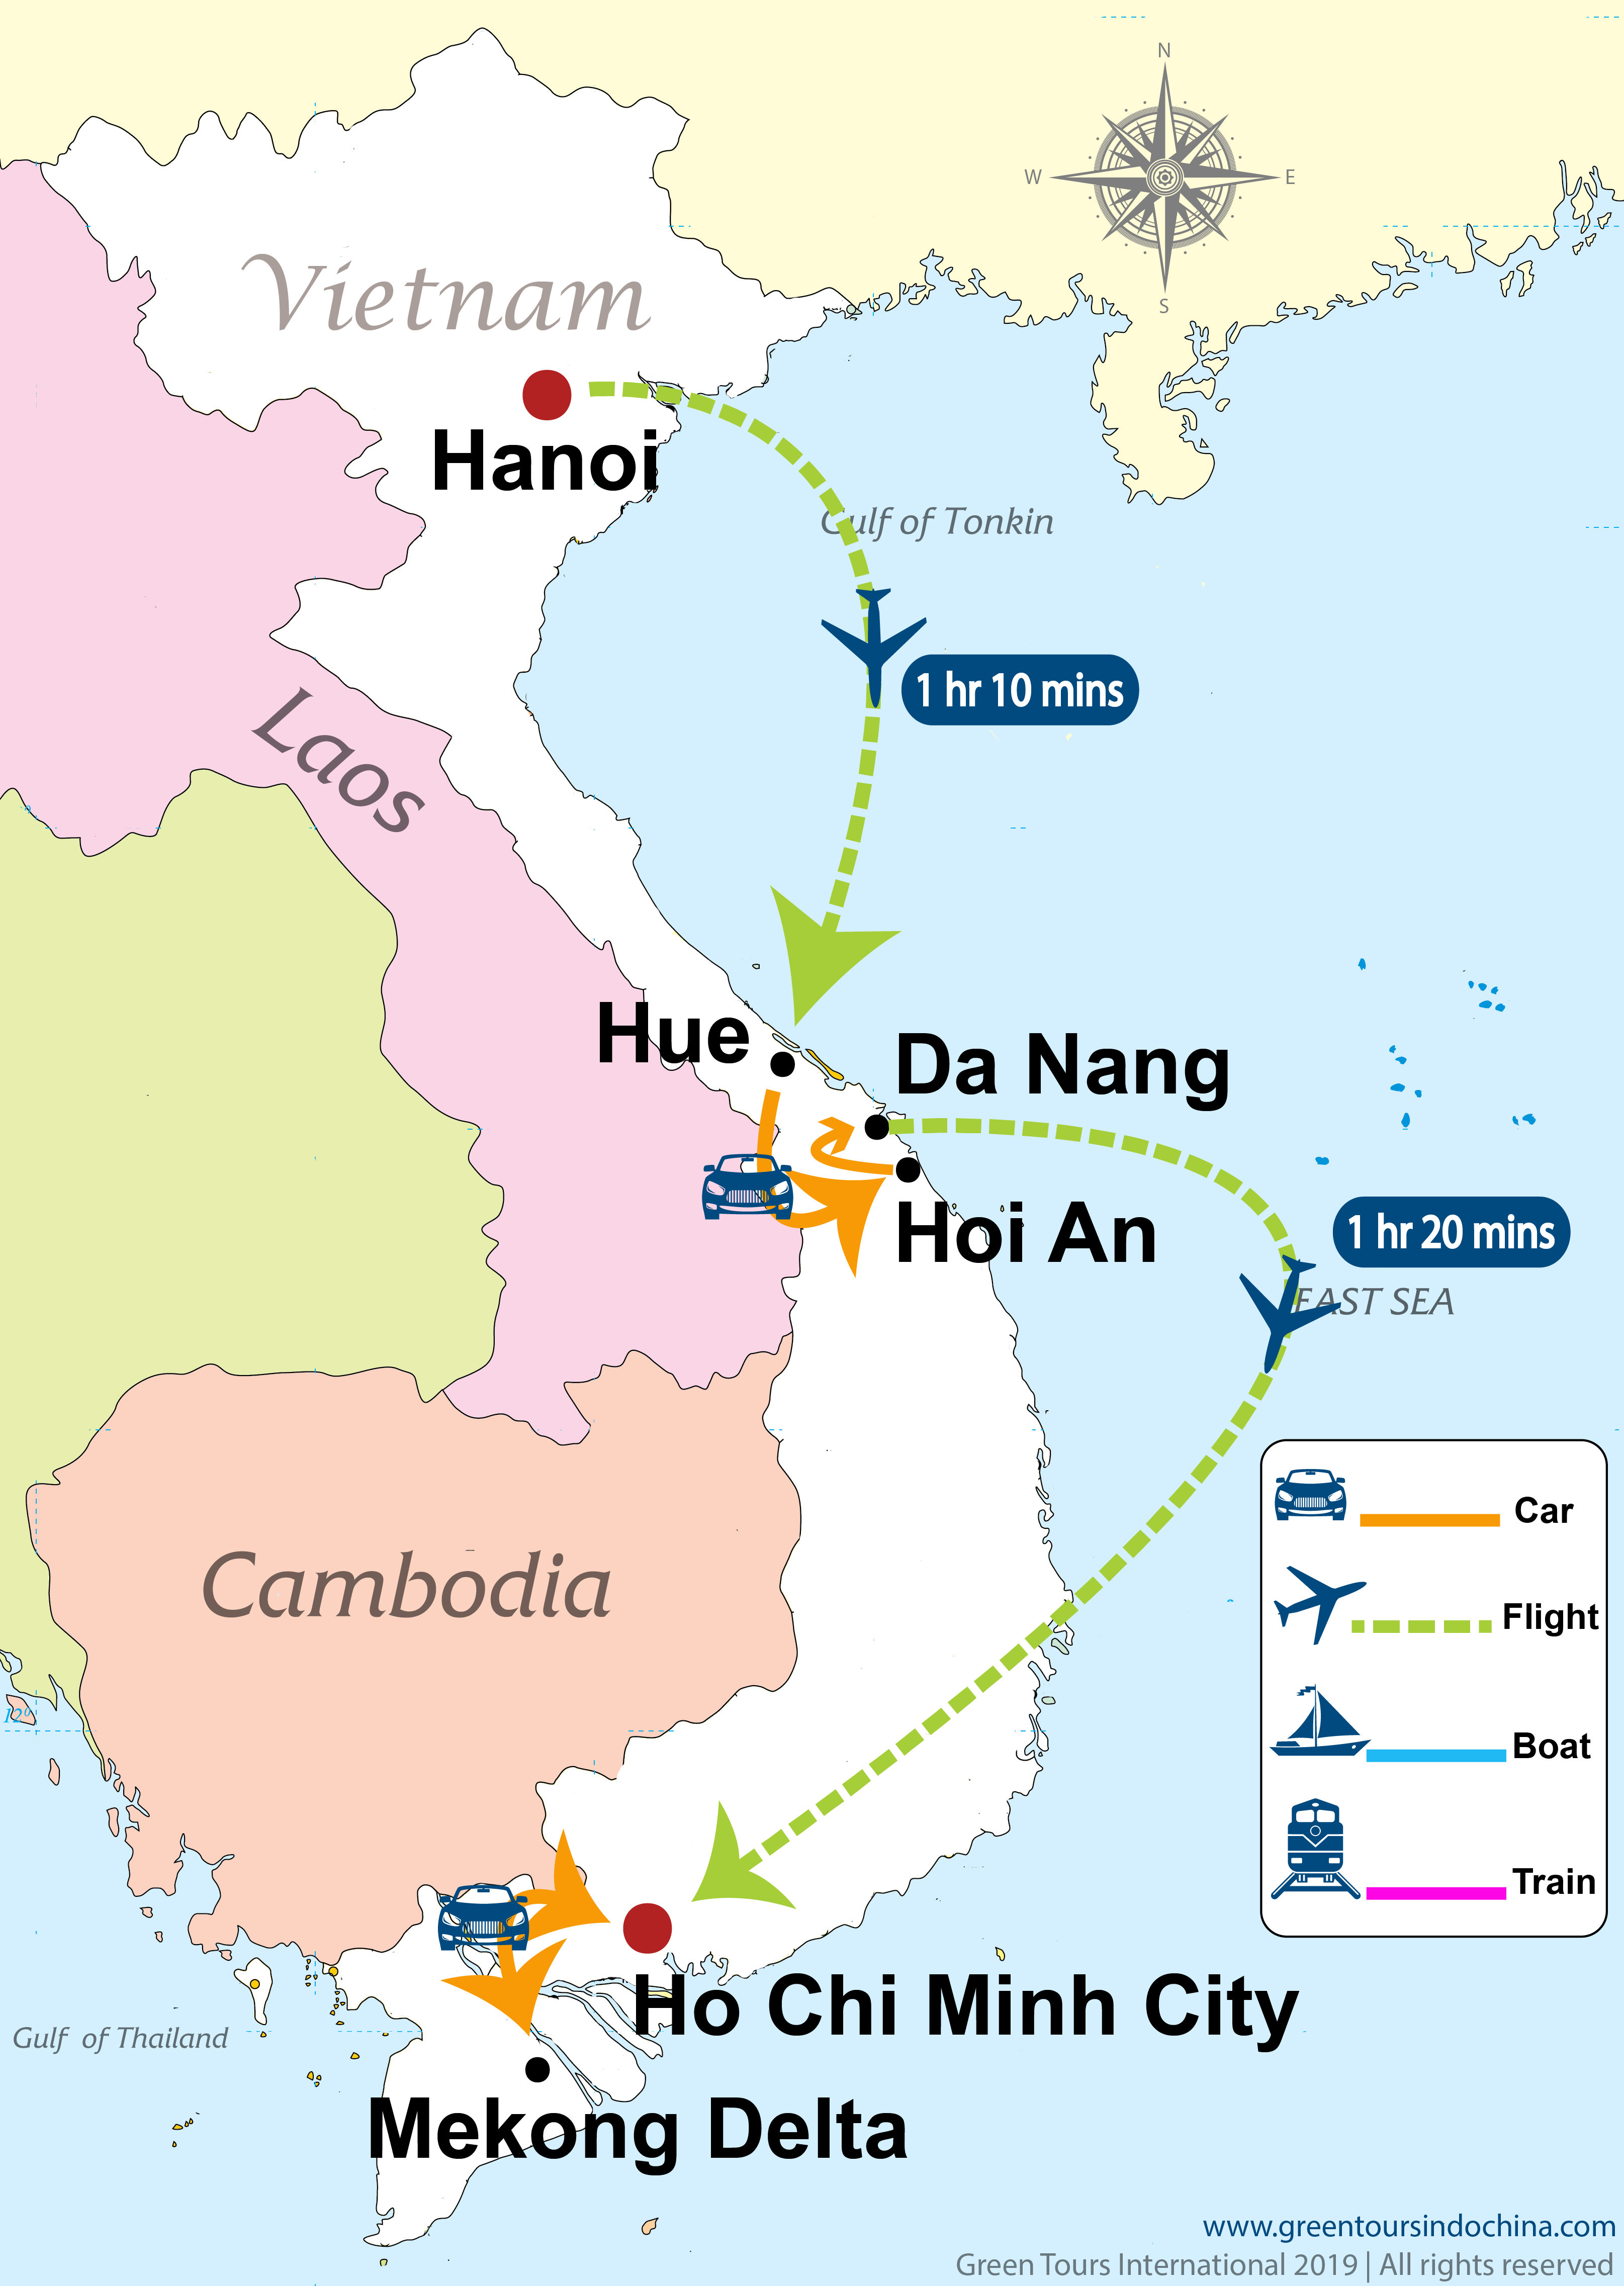 N
W
E
S
Vietnam
Hanoi
Gulf of Tonkin
1 hr 10 mins
Laos
Hue
Da Nang
Hoi An
1 hr 20 mins
EAST SEA
Car
Cambodia
Flight
12⁰
Boat
Train
Ho Chi Minh City
Gulf of Thailand
Mekong Delta
www.greentoursindochina.com
Green Tours International 2019 | All rights reserved